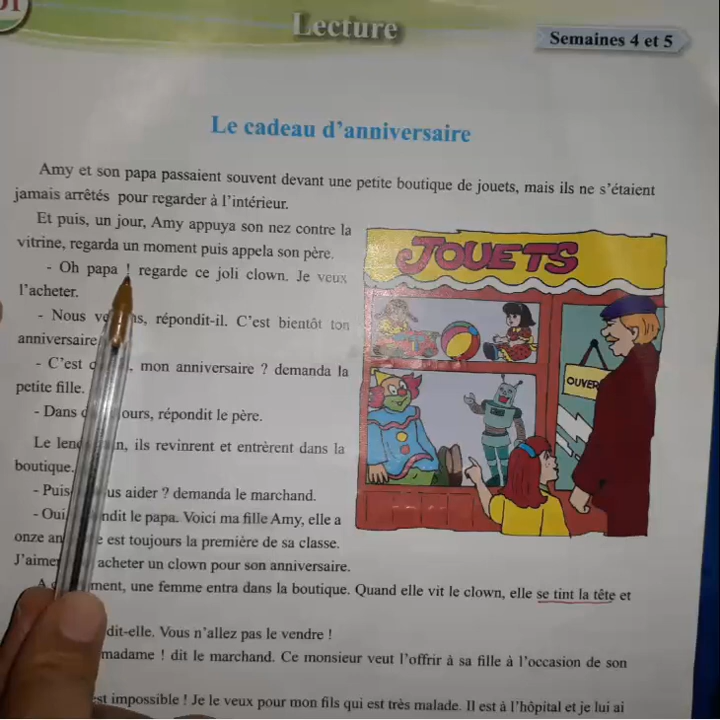 01
Lecture
Semaines 4 et 5
Le cadeau d'anniversaire
Amy et son papa passaient souvent devant une petite boutique de jouets, mais ils ne s'étaient
jamais arrêtés pour regarder à l'intérieur.
Et puis, un jour, Amy appuya son nez contre la
vitrine, regarda un moment puis appela son père.
- Oh papa ! regarde ce joli clown. Je veux
l'acheter.
- Nous, répondit-il. C'est bientôt ton
anniversaire
- C'est, mon anniversaire ? demanda la
petite fille.
- Dans ours, répondit le père.
Le, ils revinrent et entrèrent dans la
boutique.
- Puis us aider ? demanda le marchand.
- Oui ndit le papa. Voici ma fille Amy, elle a
onze an e est toujours la première de sa classe.
J'aime acheter un clown pour son anniversaire.
ment, une femme entra dans la boutique. Quand elle vit le clown, elle se tint la tête et
dit-elle. Vous n'allez pas le vendre !
madame ! dit le marchand. Ce monsieur veut l'offrir à sa fille à l'occasion de son
est impossible ! Je le veux pour mon fils qui est très malade. Il est à l'hôpital et je lui ai
JOUETS
OUVER